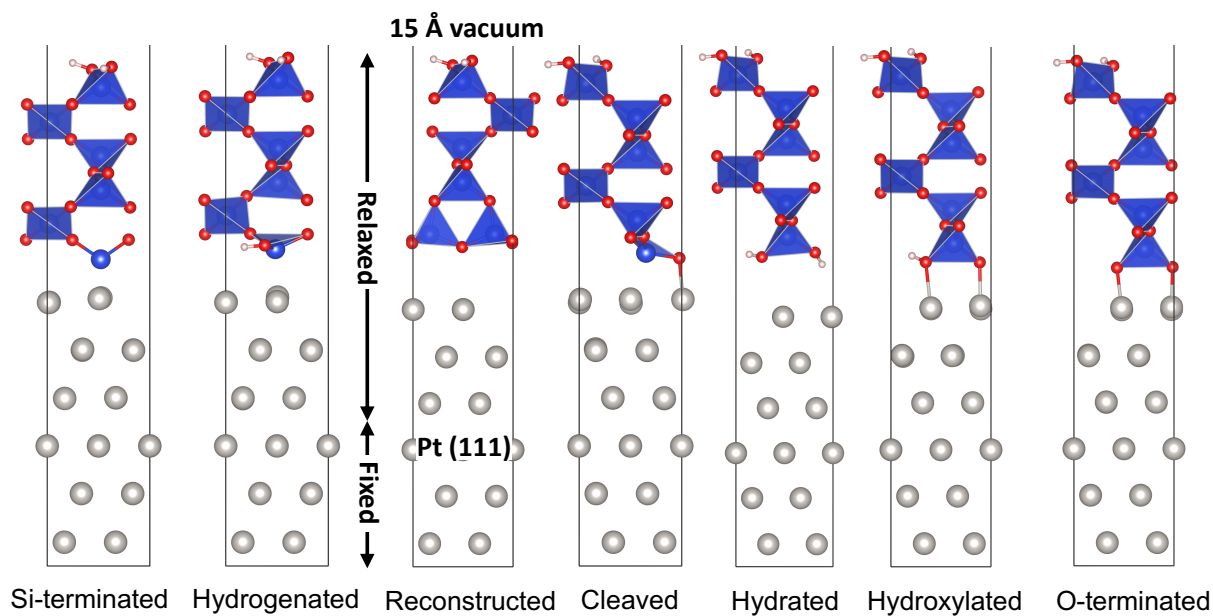 15 Å vacuum
Relaxed
Pt (111)
Fixed
Si-terminated
Hydrogenated
Reconstructed
Cleaved
Hydrated
Hydroxylated
O-terminated